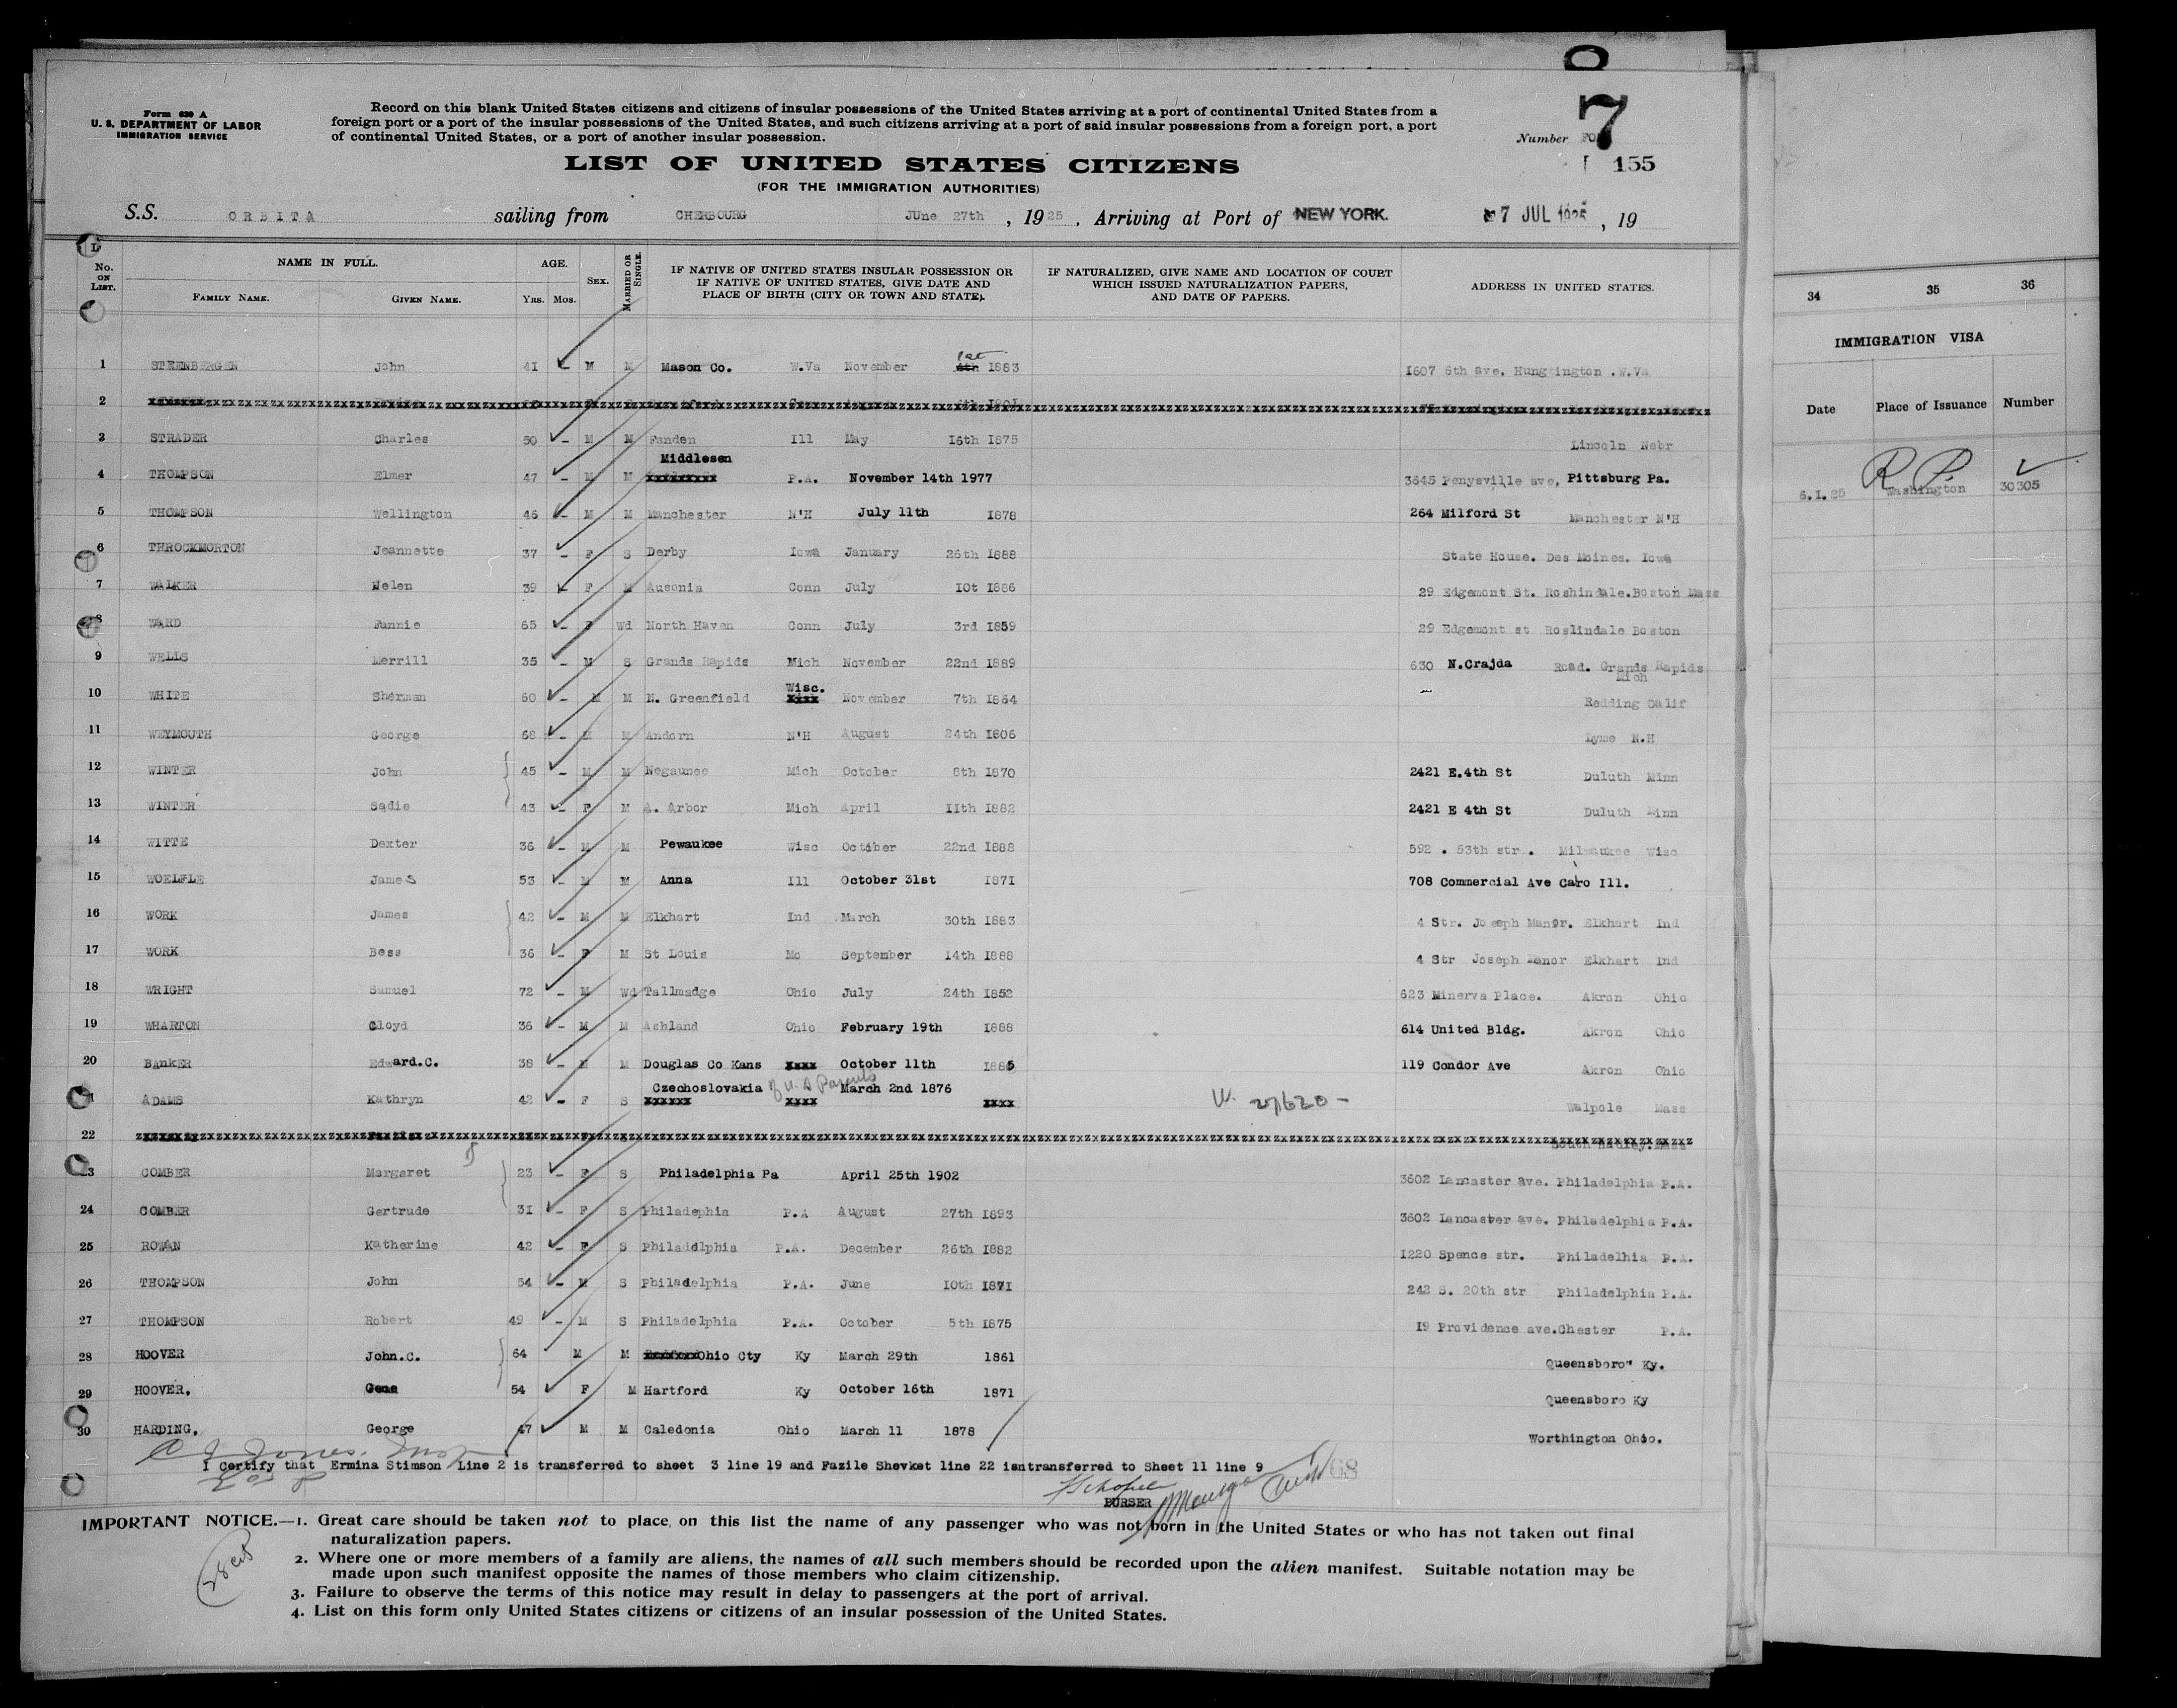 Form 630 A
U. S. DEPARTMENT OF LABOR
IMMIGRATION SERVICE
Record on this blank United States citizens and citizens of insular possessions of the United States arriving at a port of continental United States from a
foreign port or a port of the insular possessions of the United States, and such citizens arriving at a port of said insular possessions from a foreign port, a port
of continental United States, or a port of another insular possession.
Number 7
155
LIST OF UNITED STATES CITIZENS
(FOR THE IMMIGRATION AUTHORITIES)
S.S. ORBITA sailing from CHERBOURG JUne 27th, 1925, Arriving at Port of NEW YORK. 7 JUL 1925, 19
No. ON LIST. NAME IN FULL. FAMILY NAME. GIVEN NAME. AGE. Yrs. Mos. SEX. MARRIED OR SINGLE. IF NATIVE OF UNITED STATES INSULAR POSSESSION OR IF NATIVE OF UNITED STATES, GIVE DATE AND PLACE OF BIRTH (CITY OR TOWN AND STATE). IF NATURALIZED, GIVE NAME AND LOCATION OF COURT WHICH ISSUED NATURALIZATION PAPERS, AND DATE OF PAPERS. ADDRESS IN UNITED STATES.
34 35 36
IMMIGRATION VISA
Date Place of Issuance Number
6.I.25 R.P. Washington 30305
1 STEENBERGEN John 41 M M Mason Co. W.Va November 1st 1883 1607 6th Ave. Hungtington .W.Va
2
3 STRADER Charles 50 - M M Fanden Ill May 16th 1875 Lincoln Nebr
4 THOMPSON Elmer 47 - M M Middlesen P.A. November 14th 1977 3645 Penysville ave, Pittsburg Pa.
5 THOMPSON Wellington 46 - M M Manchester N'H July 11th 1878 264 Milford St Manchester N'H
6 THROCKMORTON Jeannette 37 - F S Derby Iowa January 26th 1888 State House. Des Moines. Iowa
7 WALKER Helen 39 F M Ausonia Conn July 10t 1886 29 Edgemont St. Roshindale.Boston Mass
8 WARD Fannie 65 - F Wd North Haven Conn July 3rd 1859 29 Edgemont st Roslindale Boston
9 WELLS Merrill 35 - M S Grands Rapids Mich November 22nd 1889 630 N.Crajda Road. Grands Rapids Mich
10 WHITE Sherman 60 - M M N. Greenfield Wisc. November 7th 1864 Redding Calif
11 WEYMOUTH George 68 - M M Andorn N'H August 24th 1806 Lyme N.H
12 WINTER John 45 - M M Negaunee Mich October 8th 1870 2421 E.4th St Duluth Minn
13 WINTER Sadie 43 - F M A. Arbor Mich April 11th 1882 2421 E 4th St Duluth Minn
14 WITTE Dexter 36 - M M Pewaukee Wisc October 22nd 1888 592 . 53th str. Milwaukee Wisc
15 WOELFLE James 53 - M M Anna Ill October 31st 1871 708 Commercial Ave Cairo Ill.
16 WORK James 42 - M M Elkhart Ind March 30th 1883 4 Str. Joseph Manor. Elkhart Ind
17 WORK Bess 36 - F M St Louis Mo September 14th 1888 4 Str Joseph Manor Elkhart Ind
18 WRIGHT Samuel 72 - M Wd Tallmadge Ohio July 24th 1852 623 Minerva Place. Akron Ohio
19 WHARTON Cloyd 36 - M M Ashland Ohio February 19th 1888 614 United Bldg. Akron Ohio
20 BANKER Edward.C. 38 - M M Douglas Co Kans October 11th 1885 119 Condor Ave Akron Ohio
21 ADAMS Kathryn 42 - F S Czechoslovakia of U.S Parents March 2nd 1876 W. 27620 - Walpole Mass
22
23 COMBER Margaret 23 - F S Philadelphia Pa April 25th 1902 3602 Lancaster Ave. Philadelphia P.A.
24 COMBER Gertrude 31 - F S Philadephia P.A August 27th 1893 3602 Lancaster Ave. Philadelphia P.A.
25 ROWAN Katherine 42 - F S Philaddlphia P.A. December 26th 1882 1220 Spence str. Philadelhia P.A.
26 THOMPSON John 54 - M S Philadelphia P.A. June 10th 1871 242 S. 20th str Philadelphia P.A.
27 THOMPSON Robert 49 - M S Philadelphia P.A. October 5th 1875 19 Providence ave.Chester P.A.
28 HOOVER John.C. 64 M M Ohio Cty Ky March 29th 1861 Queensboro" Ky.
29 HOOVER, Gena 54 F M Hartford Ky October 16th 1871 Queensboro Ky
30 HARDING, George 47 M M Caledonia Ohio March 11 1878 Worthington Ohio.
I Certify that Ermina Stimson Line 2 is transferred to sheet 3 line 19 and Fazile Shevket line 22 isntransferred to Sheet 11 line 9
68
PURSER
IMPORTANT NOTICE.—1. Great care should be taken not to place on this list the name of any passenger who was not born in the United States or who has not taken out final
naturalization papers.
2. Where one or more members of a family are aliens, the names of all such members should be recorded upon the alien manifest. Suitable notation may be
made upon such manifest opposite the names of those members who claim citizenship.
3. Failure to observe the terms of this notice may result in delay to passengers at the port of arrival.
4. List on this form only United States citizens or citizens of an insular possession of the United States.